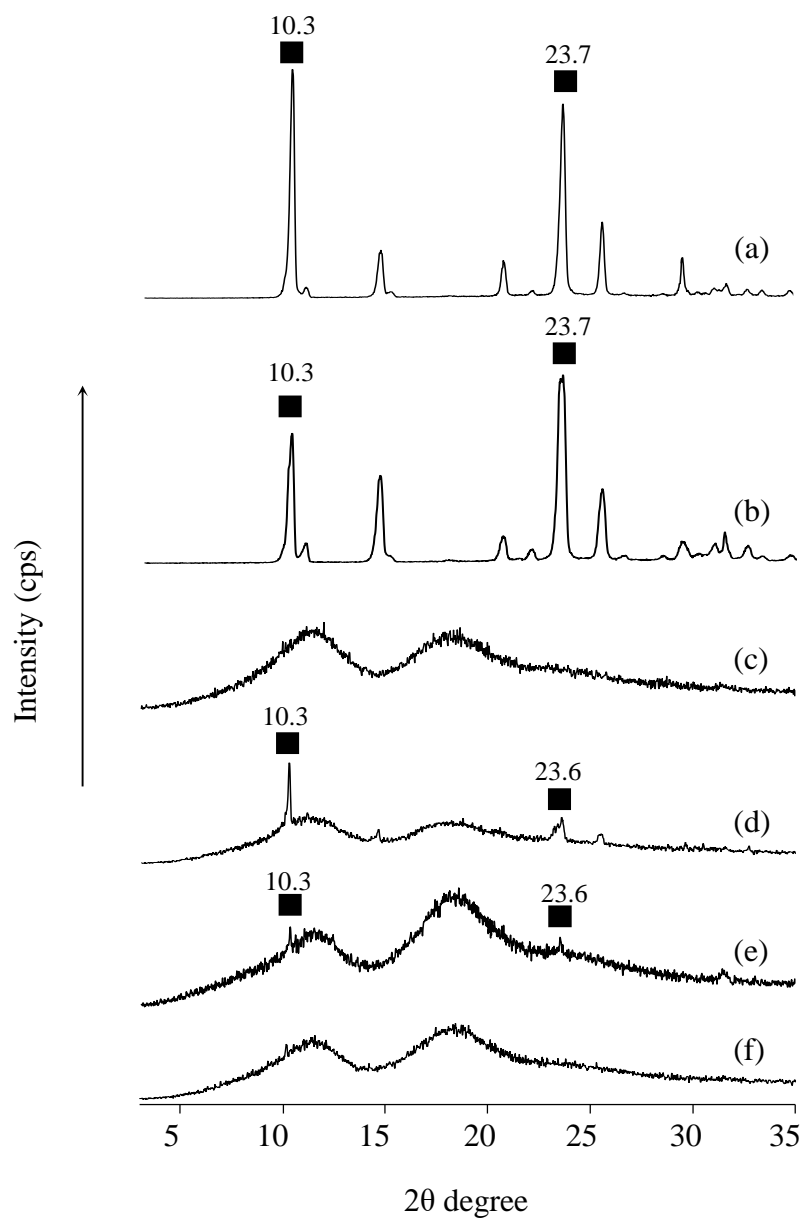 10.3
23.7
(a)
23.7
10.3
(b)
(c)
10.3
23.6
(d)
10.3
23.6
(e)
(f)
Intensity (cps)
5 10 15 20 25 30 35
2θ degree